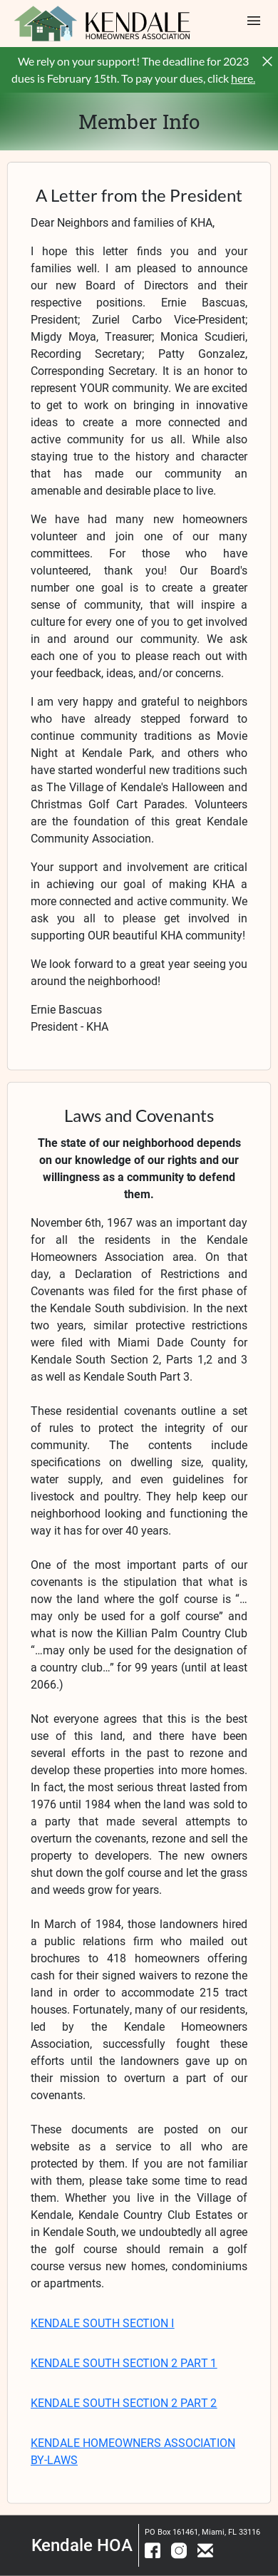 KENDALE
HOMEOWNERS ASSOCIATION
We rely on your support! The deadline for 2023
dues is February 15th. To pay your dues, click here.
Member Info
A Letter from the President
Dear Neighbors and families of KHA,
I hope this letter finds you and your
families well. I am pleased to announce
our new Board of Directors and their
respective positions. Ernie Bascuas,
President; Zuriel Carbo Vice-President;
Migdy Moya, Treasurer; Monica Scudieri,
Recording Secretary; Patty Gonzalez,
Corresponding Secretary. It is an honor to
represent YOUR community. We are excited
to get to work on bringing in innovative
ideas to create a more connected and
active community for us all. While also
staying true to the history and character
that has made our community an
amenable and desirable place to live.
We have had many new homeowners
volunteer and join one of our many
committees. For those who have
volunteered, thank you! Our Board's
number one goal is to create a greater
sense of community, that will inspire a
culture for every one of you to get involved
in and around our community. We ask
each one of you to please reach out with
your feedback, ideas, and/or concerns.
I am very happy and grateful to neighbors
who have already stepped forward to
continue community traditions as Movie
Night at Kendale Park, and others who
have started wonderful new traditions such
as The Village of Kendale's Halloween and
Christmas Golf Cart Parades. Volunteers
are the foundation of this great Kendale
Community Association.
Your support and involvement are critical
in achieving our goal of making KHA a
more connected and active community. We
ask you all to please get involved in
supporting OUR beautiful KHA community!
We look forward to a great year seeing you
around the neighborhood!
Ernie Bascuas
President - KHA
Laws and Covenants
The state of our neighborhood depends
on our knowledge of our rights and our
willingness as a community to defend
them.
November 6th, 1967 was an important day
for all the residents in the Kendale
Homeowners Association area. On that
day, a Declaration of Restrictions and
Covenants was filed for the first phase of
the Kendale South subdivision. In the next
two years, similar protective restrictions
were filed with Miami Dade County for
Kendale South Section 2, Parts 1,2 and 3
as well as Kendale South Part 3.
These residential covenants outline a set
of rules to protect the integrity of our
community. The contents include
specifications on dwelling size, quality,
water supply, and even guidelines for
livestock and poultry. They help keep our
neighborhood looking and functioning the
way it has for over 40 years.
One of the most important parts of our
covenants is the stipulation that what is
now the land where the golf course is “…
may only be used for a golf course” and
what is now the Killian Palm Country Club
“…may only be used for the designation of
a country club…” for 99 years (until at least
2066.)
Not everyone agrees that this is the best
use of this land, and there have been
several efforts in the past to rezone and
develop these properties into more homes.
In fact, the most serious threat lasted from
1976 until 1984 when the land was sold to
a party that made several attempts to
overturn the covenants, rezone and sell the
property to developers. The new owners
shut down the golf course and let the grass
and weeds grow for years.
In March of 1984, those landowners hired
a public relations firm who mailed out
brochures to 418 homeowners offering
cash for their signed waivers to rezone the
land in order to accommodate 215 tract
houses. Fortunately, many of our residents,
led by the Kendale Homeowners
Association, successfully fought these
efforts until the landowners gave up on
their mission to overturn a part of our
covenants.
These documents are posted on our
website as a service to all who are
protected by them. If you are not familiar
with them, please take some time to read
them. Whether you live in the Village of
Kendale, Kendale Country Club Estates or
in Kendale South, we undoubtedly all agree
the golf course should remain a golf
course versus new homes, condominiums
or apartments.
KENDALE SOUTH SECTION I
KENDALE SOUTH SECTION 2 PART 1
KENDALE SOUTH SECTION 2 PART 2
KENDALE HOMEOWNERS ASSOCIATION
BY-LAWS
Kendale HOA
PO Box 161461, Miami, FL 33116